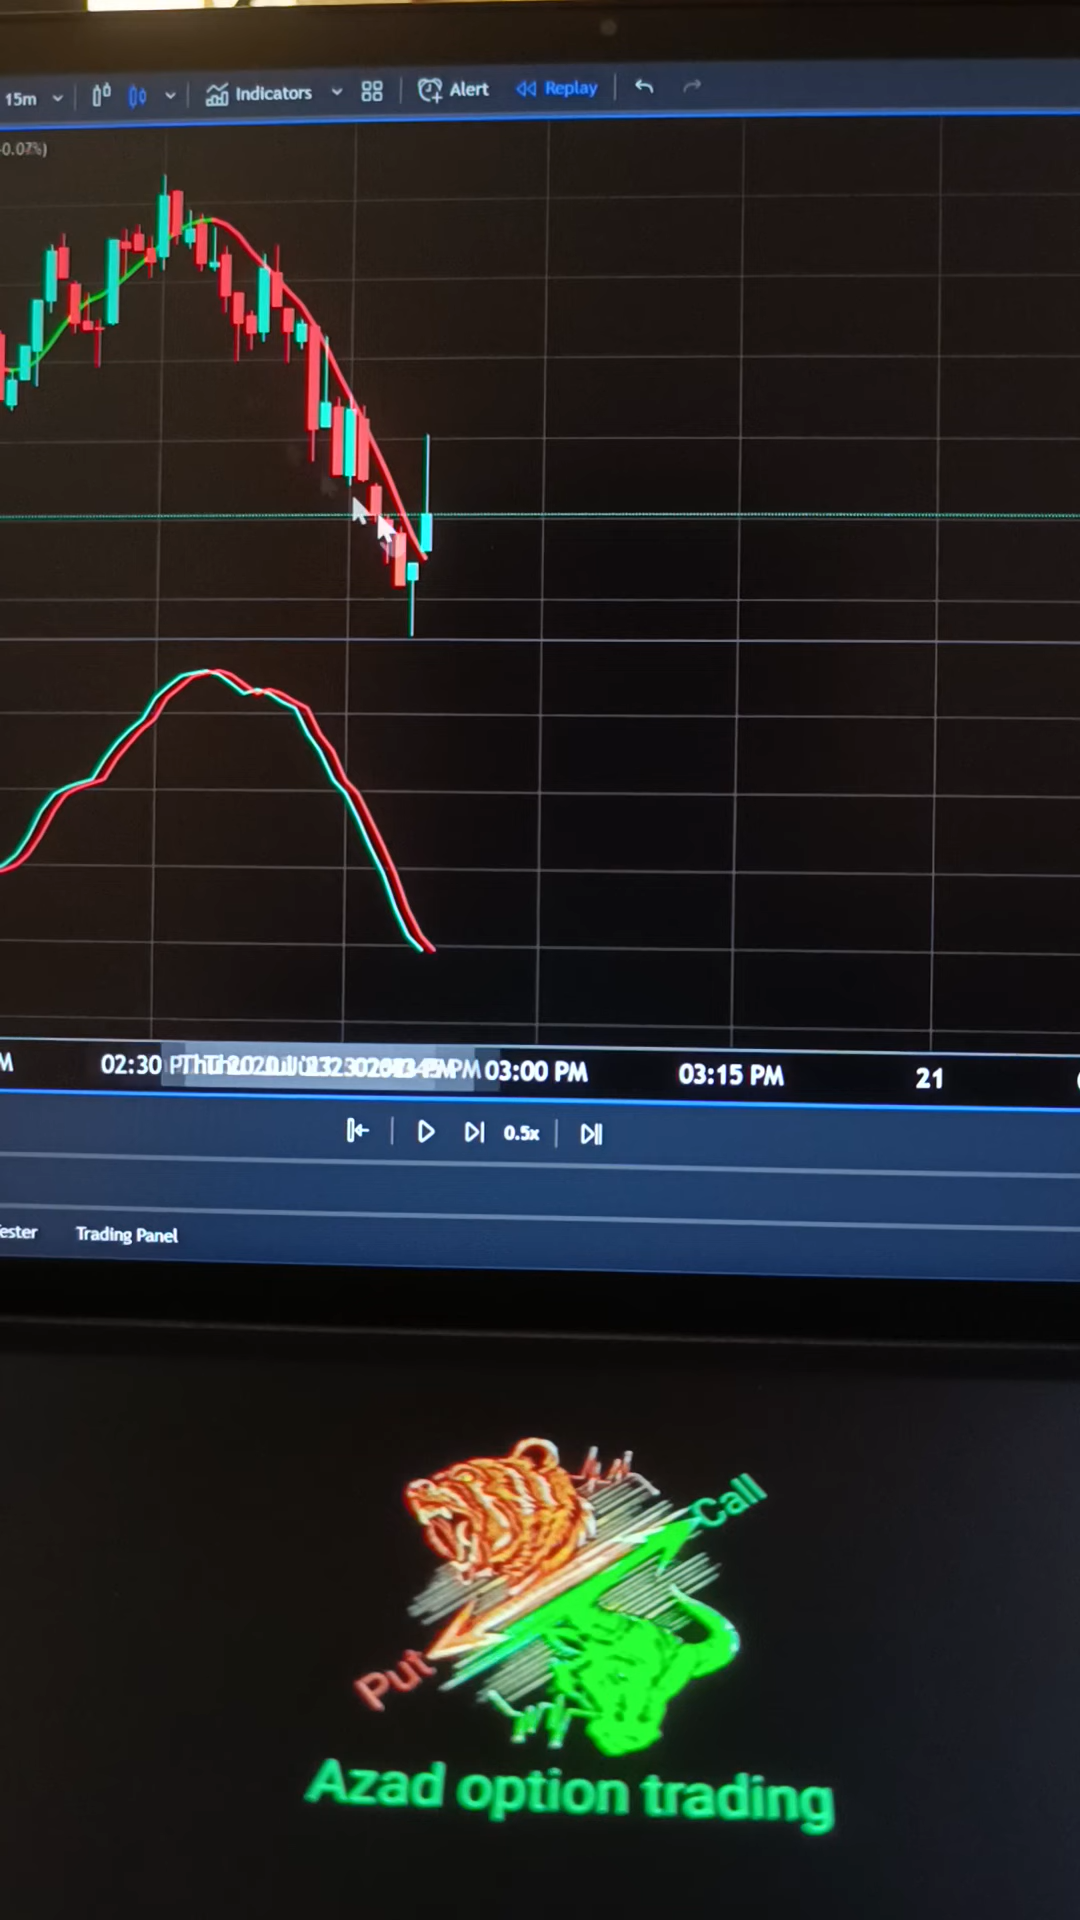 15m
Indicators
Alert
Replay
-0.07%)
02:30
03:00 PM
03:15 PM
21
0.5x
ester
Trading Panel
Call
Put
Azad option trading